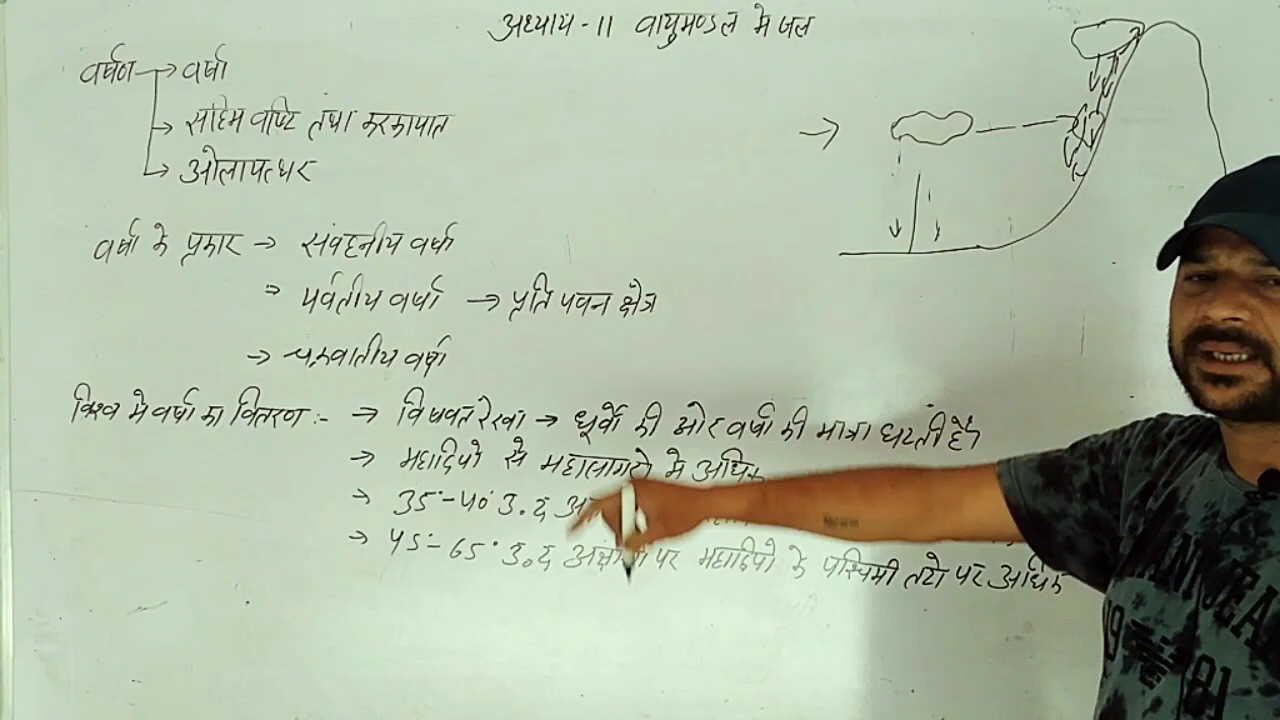 अध्याय - 11 वायुमण्डल मे जल
वर्षण → वर्षा
→ सहिम वृष्टि तथा करकापात
→ ओलापत्थर
वर्षा के प्रकार → संवहनीय वर्षा
→ पर्वतीय वर्षा → प्रति पवन क्षेत्र
→ चक्रवातीय वर्षा
विश्व मे वर्षा का वितरण :- → विषवत रेखा → ध्रूवों की ओर वर्षा की मात्रा घटती हैं
→ महाद्विपो से महासागरो मे अधिक
→ 35°-40° उ. द
→ 45°- 65° उ. द अक्षांशो पर महाद्विपो के पश्चिमी तटो पर अधिक